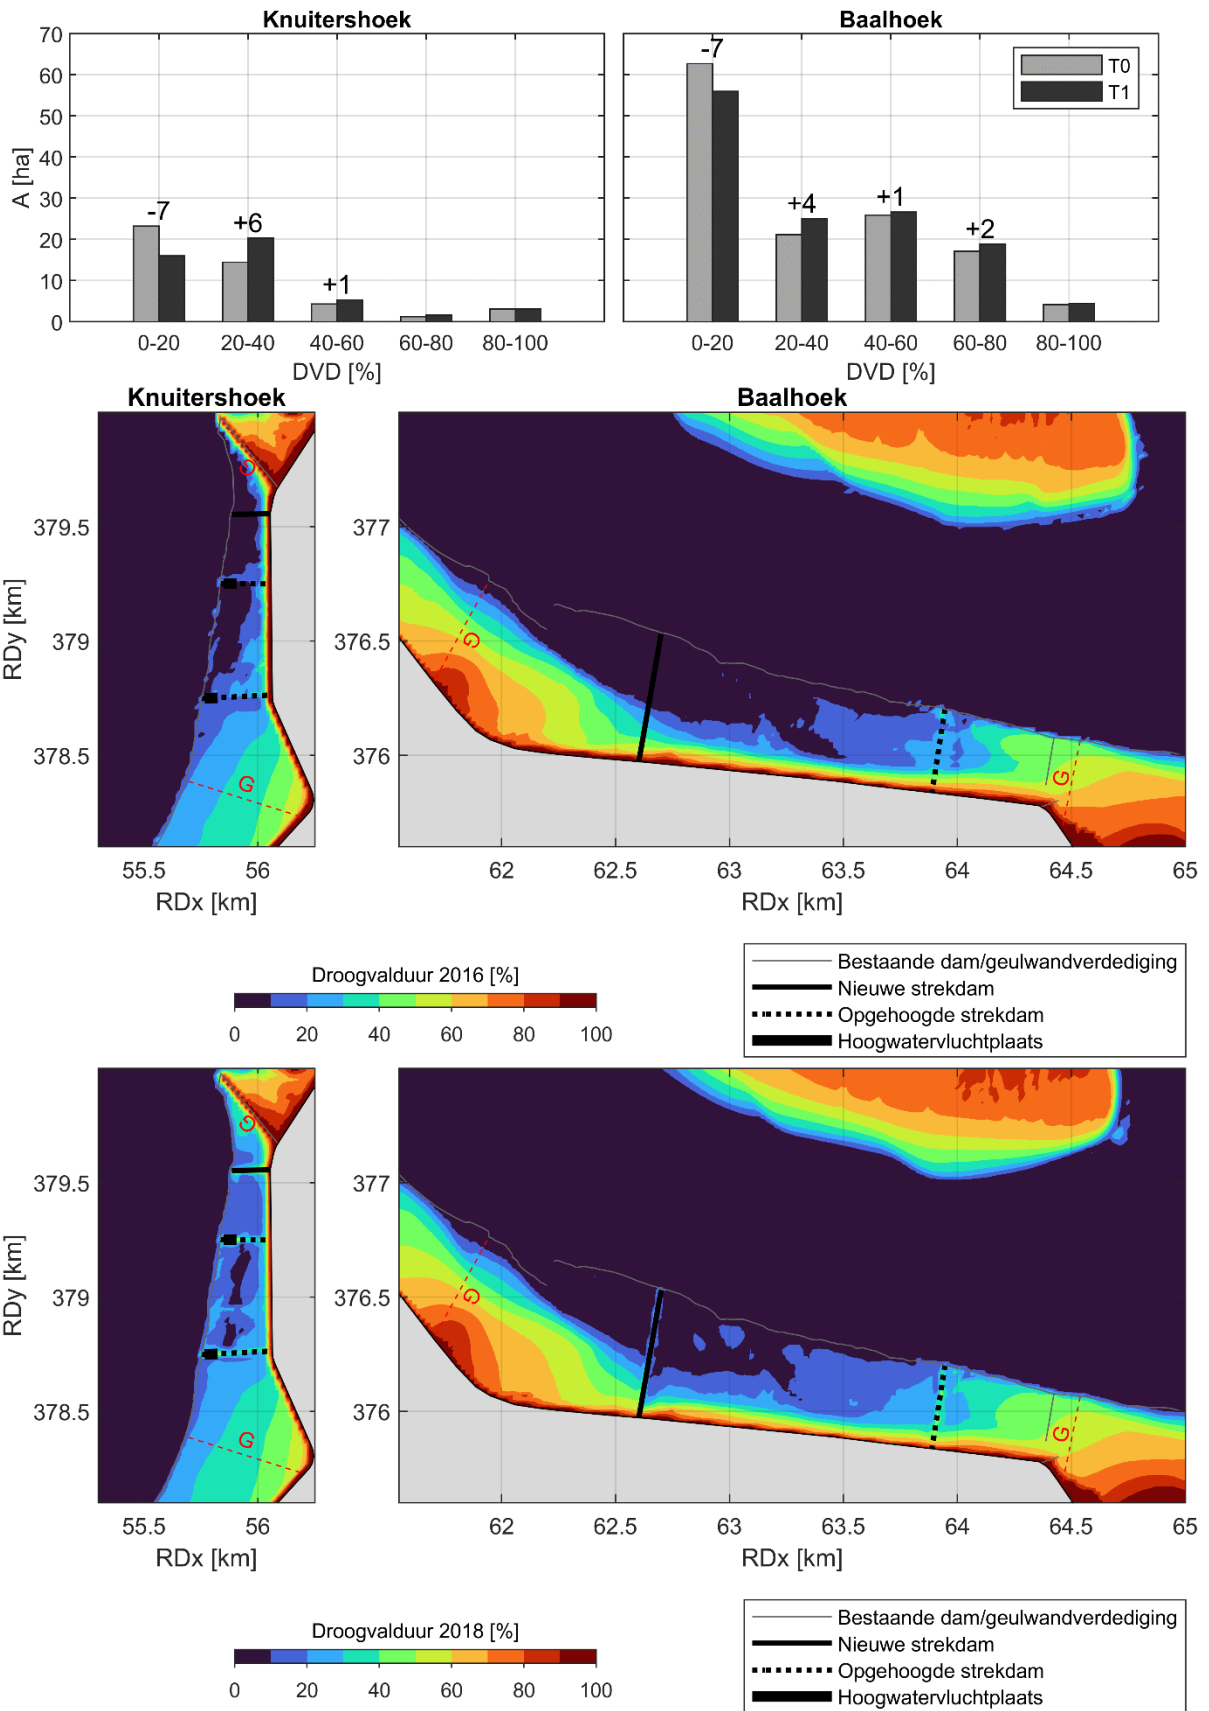 Knuitershoek Baalhoek
A [ha]
70
60
50
40
30
20
10
0
-7
+6
+1
0-20 20-40 40-60 60-80 80-100
DVD [%]
-7
+4
+1
+2
T0
T1
0-20 20-40 40-60 60-80 80-100
DVD [%]
Knuitershoek Baalhoek
RDy [km]
379.5
379
378.5
G
G
55.5 56
RDx [km]
377
376.5
376
G
G
62 62.5 63 63.5 64 64.5 65
RDx [km]
Droogvalduur 2016 [%]
0 20 40 60 80 100
Bestaande dam/geulwandverdediging
Nieuwe strekdam
Opgehoogde strekdam
Hoogwatervluchtplaats
RDy [km]
379.5
379
378.5
G
G
55.5 56
RDx [km]
377
376.5
376
G
G
62 62.5 63 63.5 64 64.5 65
RDx [km]
Droogvalduur 2018 [%]
0 20 40 60 80 100
Bestaande dam/geulwandverdediging
Nieuwe strekdam
Opgehoogde strekdam
Hoogwatervluchtplaats